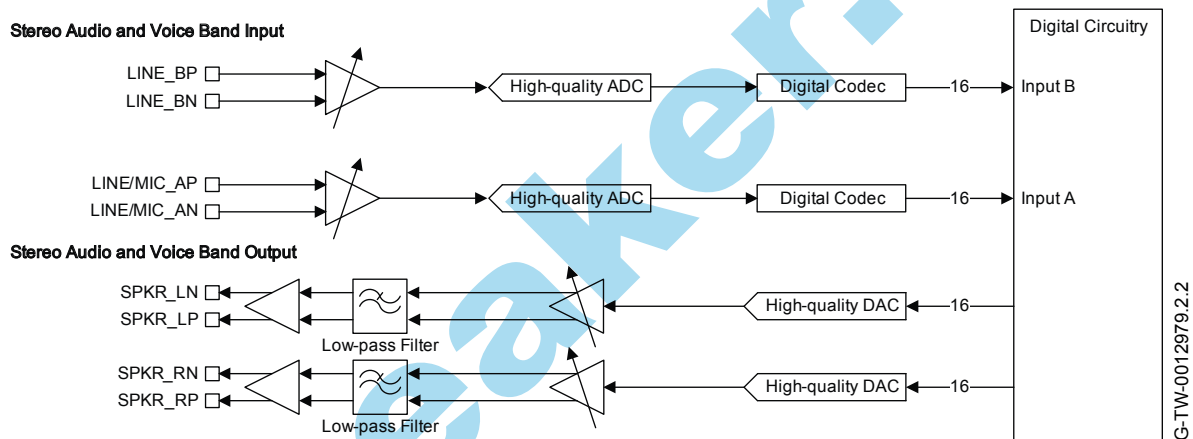 Stereo Audio and Voice Band Input
Digital Circuitry
LINE_BP
LINE_BN
High-quality ADC
Digital Codec
16
Input B
LINE/MIC_AP
LINE/MIC_AN
High-quality ADC
Digital Codec
16
Input A
Stereo Audio and Voice Band Output
SPKR_LN
SPKR_LP
Low-pass Filter
High-quality DAC
16
SPKR_RN
SPKR_RP
Low-pass Filter
High-quality DAC
16
G-TW-0012979.2.2
eaker.